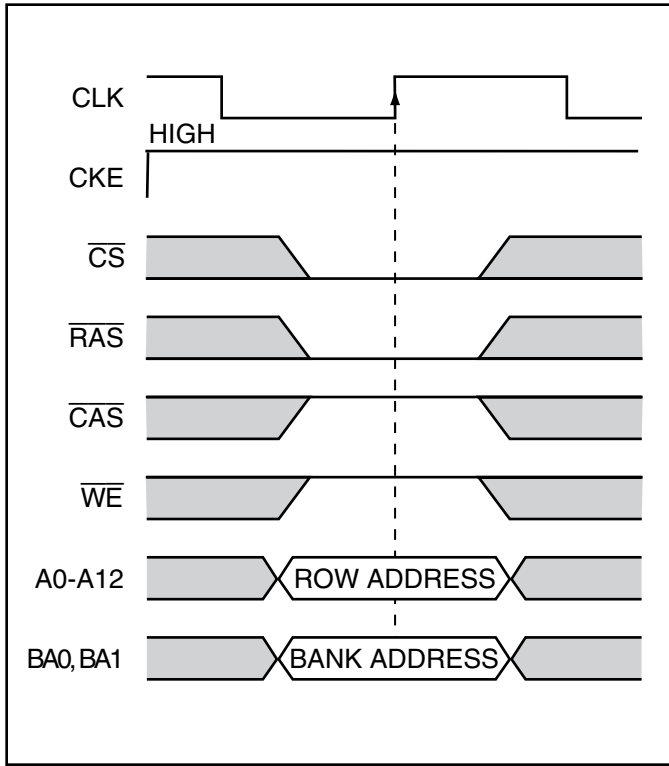 CLK
HIGH
CKE
CS
RAS
CAS
WE
A0-A12 ROW ADDRESS
BA0, BA1 BANK ADDRESS